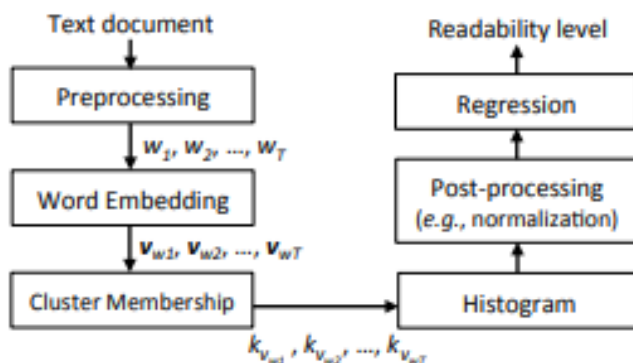 Text document
Preprocessing
w1, w2, ..., wT
Word Embedding
vw1, vw2, ..., vwT
Cluster Membership
kvw1 , kvw2, ..., kvwT
Histogram
Post-processing
(e.g., normalization)
Regression
Readability level